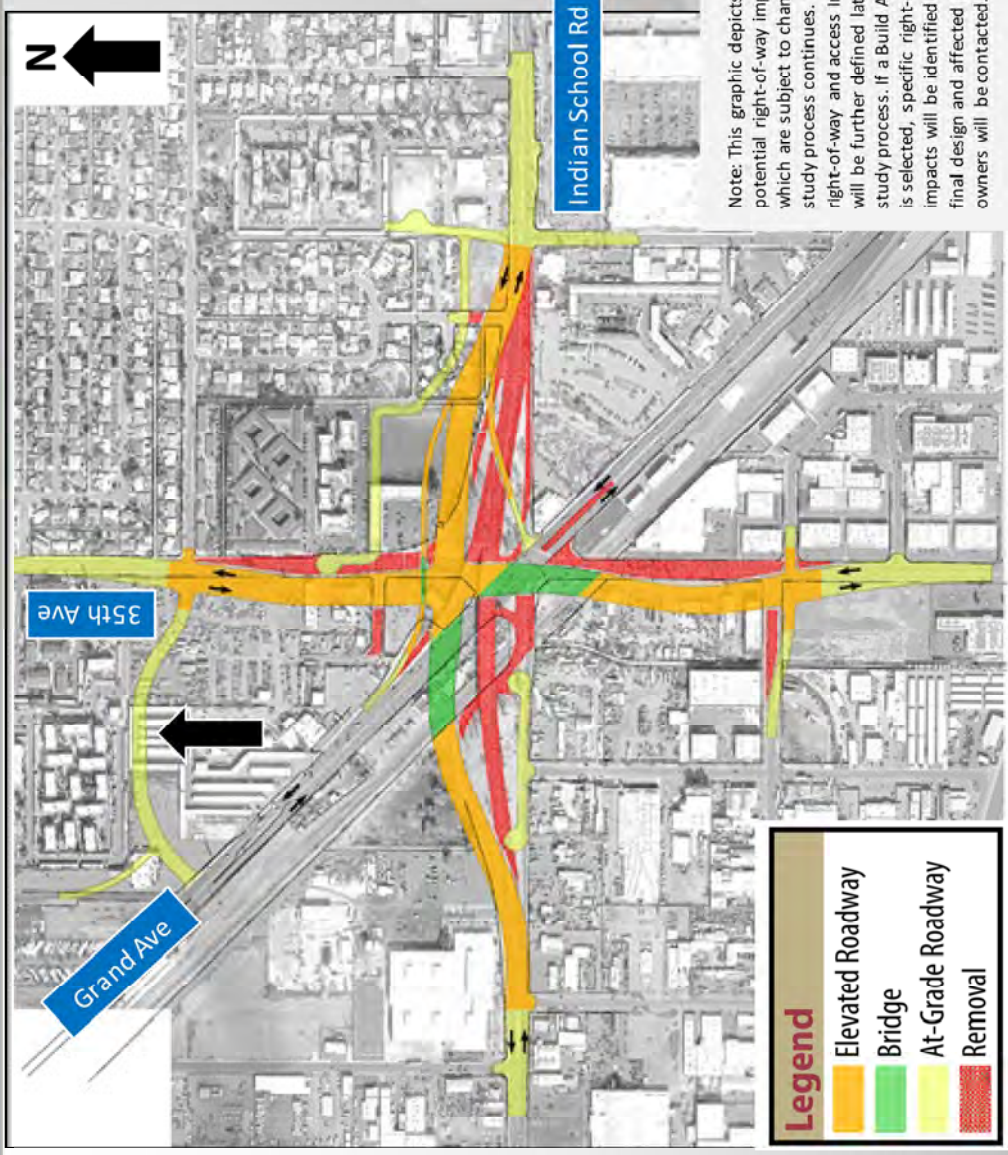 N
35th Ave
Grand Ave
Indian School Rd
Note: This graphic depicts
potential right-of-way imp
which are subject to chan
study process continues.
right-of-way and access Im
will be further defined lat
study process. If a Build A
is selected, specific right-
impacts will be identified
final design and affected
owners will be contacted.
Legend
Elevated Roadway
Bridge
At-Grade Roadway
Removal